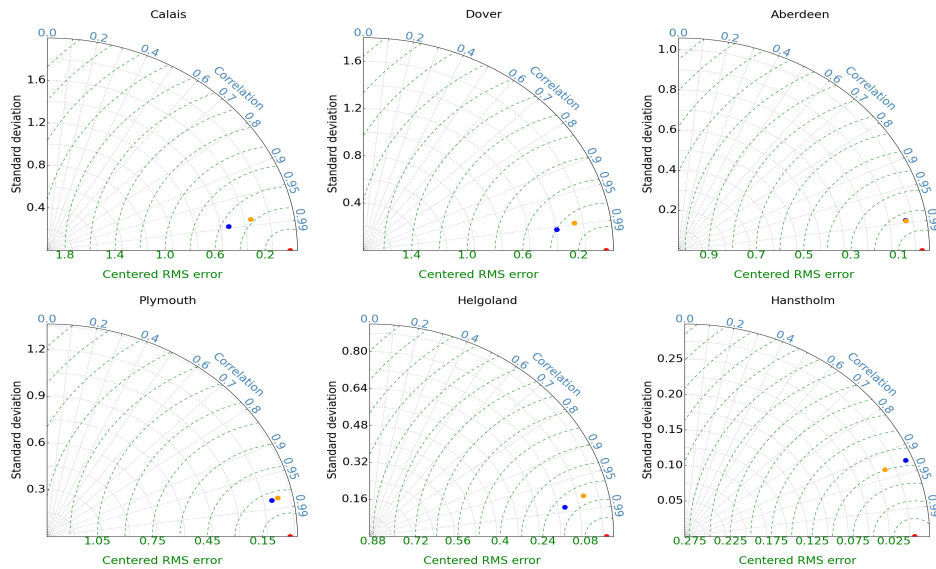 Calais
0.0 0.2 0.4 0.6 0.7 0.8 0.9 0.95 0.99
Correlation
Standard deviation
1.6
1.2
0.8
0.4
1.8 1.4 1.0 0.6 0.2
Centered RMS error
Dover
0.0 0.2 0.4 0.6 0.7 0.8 0.9 0.95 0.99
Correlation
Standard deviation
1.6
1.2
0.8
0.4
1.4 1.0 0.6 0.2
Centered RMS error
Aberdeen
0.0 0.2 0.4 0.6 0.7 0.8 0.9 0.95 0.99
Correlation
Standard deviation
1.0
0.8
0.6
0.4
0.2
0.9 0.7 0.5 0.3 0.1
Centered RMS error
Plymouth
0.0 0.2 0.4 0.6 0.7 0.8 0.9 0.95 0.99
Correlation
Standard deviation
1.2
0.9
0.6
0.3
1.05 0.75 0.45 0.15
Centered RMS error
Helgoland
0.0 0.2 0.4 0.6 0.7 0.8 0.9 0.95 0.99
Correlation
Standard deviation
0.80
0.64
0.48
0.32
0.16
0.88 0.72 0.56 0.4 0.24 0.08
Centered RMS error
Hanstholm
0.0 0.2 0.4 0.6 0.7 0.8 0.9 0.95 0.99
Correlation
Standard deviation
0.25
0.20
0.15
0.10
0.05
0.275 0.225 0.175 0.125 0.075 0.025
Centered RMS error